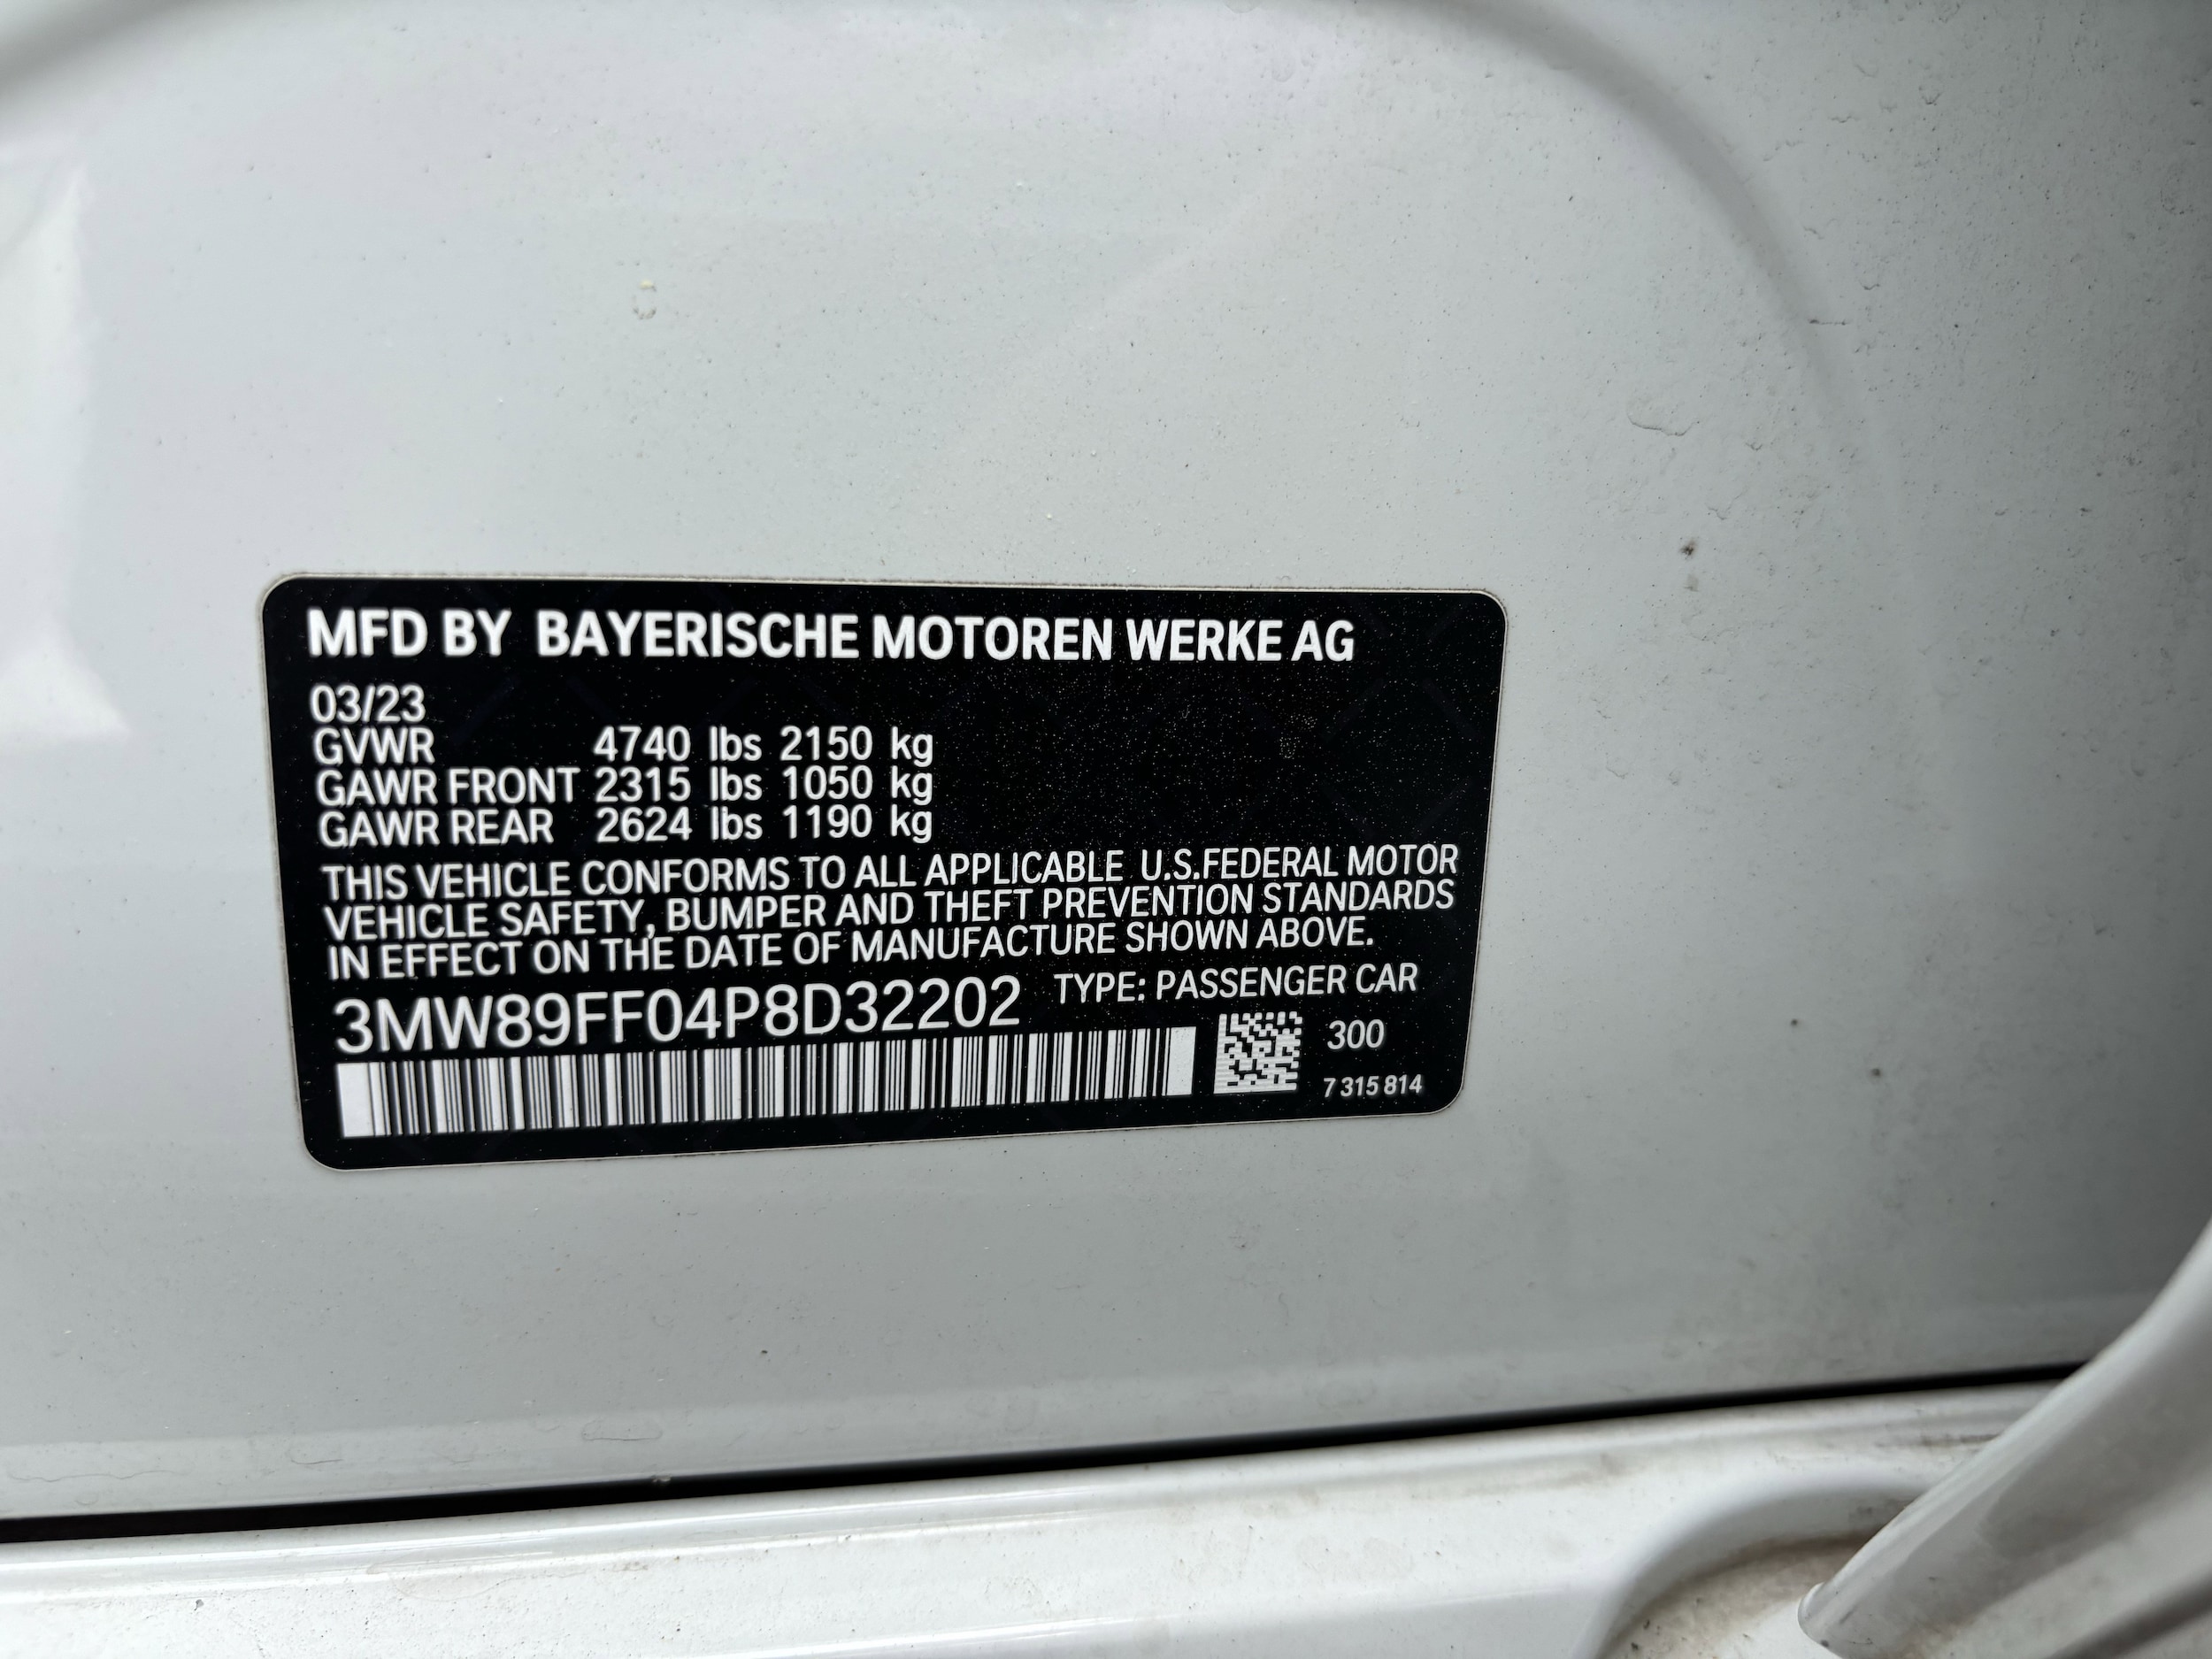 MFD BY BAYERISCHE MOTOREN WERKE AG
03/23
GVWR 4740 lbs 2150 kg
GAWR FRONT 2315 lbs 1050 kg
GAWR REAR 2624 lbs 1190 kg
THIS VEHICLE CONFORMS TO ALL APPLICABLE U.S.FEDERAL MOTOR
VEHICLE SAFETY, BUMPER AND THEFT PREVENTION STANDARDS
IN EFFECT ON THE DATE OF MANUFACTURE SHOWN ABOVE.
3MW89FF04P8D32202 TYPE: PASSENGER CAR
300
7 315 814